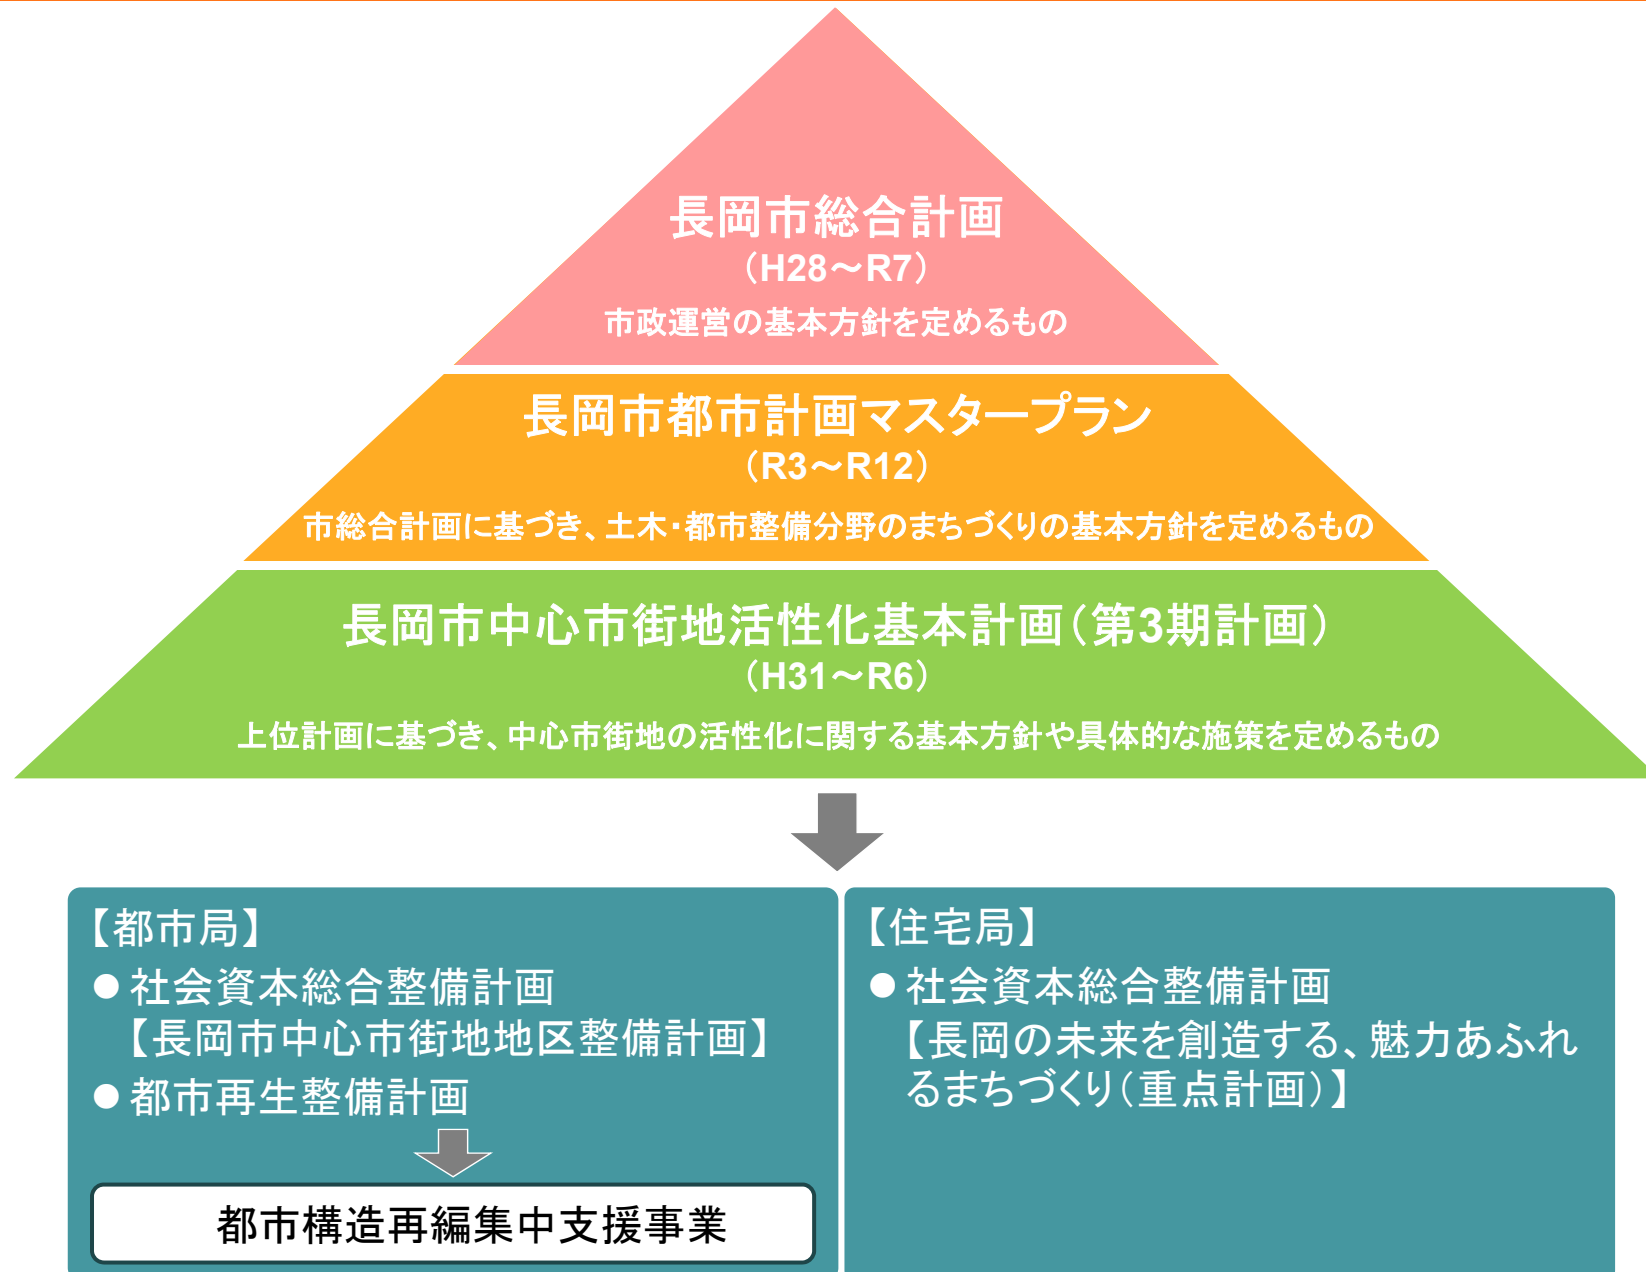 長岡市総合計画
（H28～R7）
市政運営の基本方針を定めるもの
長岡市都市計画マスタープラン
（R3～R12）
市総合計画に基づき、土木・都市整備分野のまちづくりの基本方針を定めるもの
長岡市中心市街地活性化基本計画（第3期計画）
（H31～R6）
上位計画に基づき、中心市街地の活性化に関する基本方針や具体的な施策を定めるもの
【都市局】
● 社会資本総合整備計画
【長岡市中心市街地地区整備計画】
● 都市再生整備計画
都市構造再編集中支援事業
【住宅局】
● 社会資本総合整備計画
【長岡の未来を創造する、魅力あふれ
るまちづくり（重点計画）】